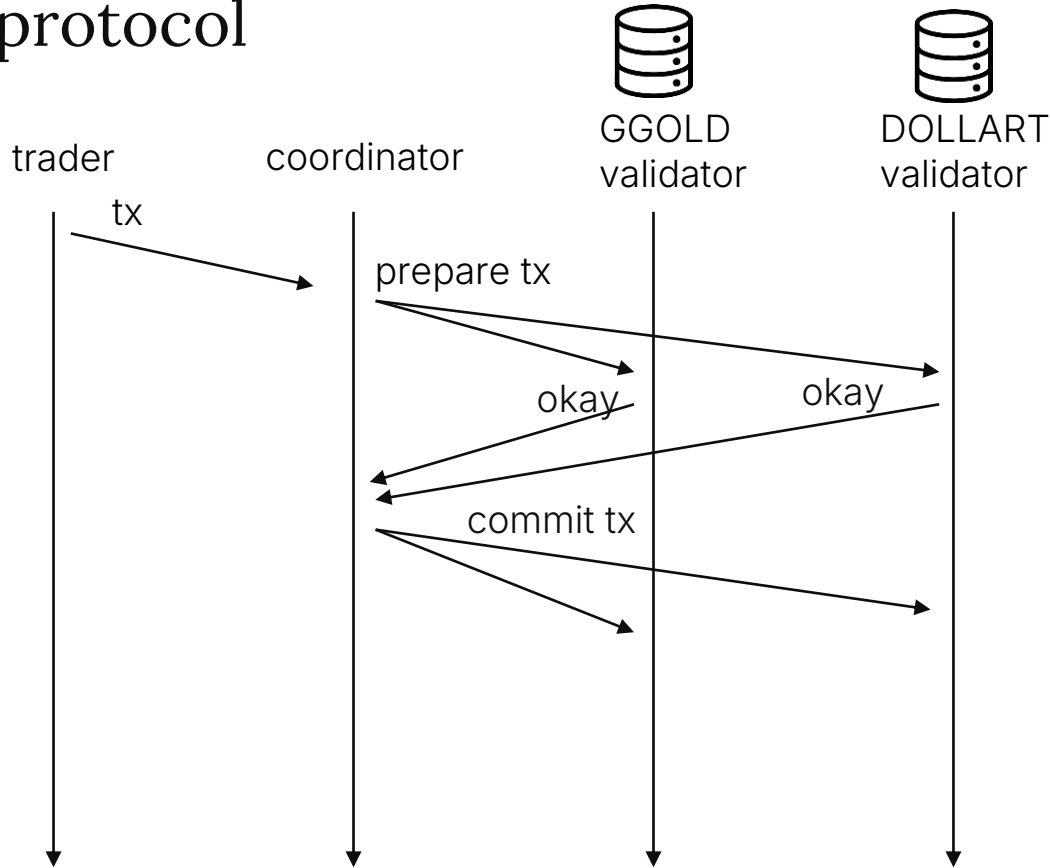 protocol
GGOLD
validator
DOLLART
validator
trader
coordinator
tx
prepare tx
okay
okay
commit tx